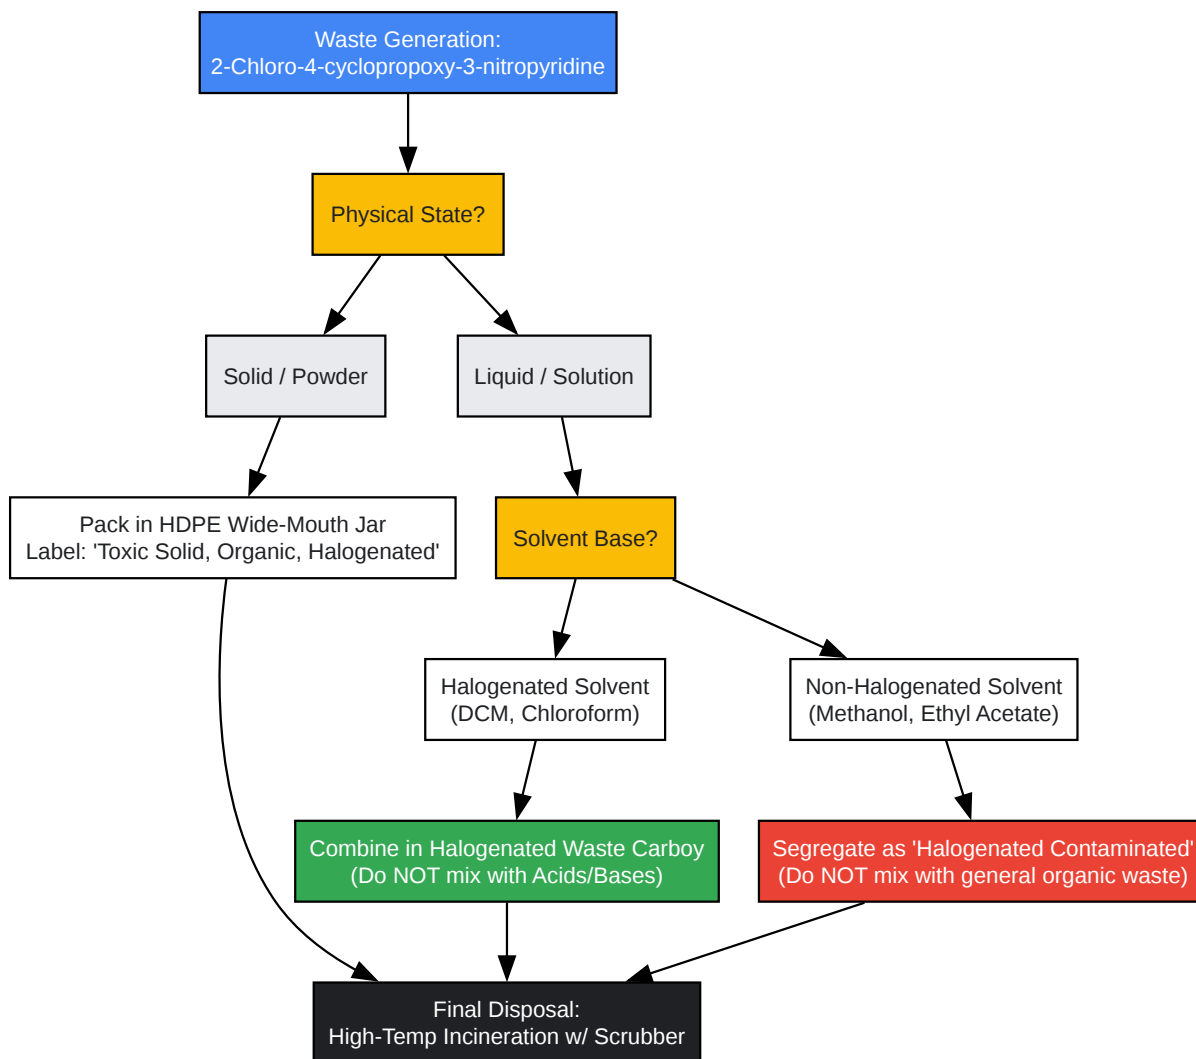 Waste Generation:
2-Chloro-4-cyclopropoxy-3-nitropyridine
Physical State?
Solid / Powder
Liquid / Solution
Pack in HDPE Wide-Mouth Jar
Label: 'Toxic Solid, Organic, Halogenated'
Solvent Base?
Halogenated Solvent
(DCM, Chloroform)
Non-Halogenated Solvent
(Methanol, Ethyl Acetate)
Combine in Halogenated Waste Carboy
(Do NOT mix with Acids/Bases)
Segregate as 'Halogenated Contaminated'
(Do NOT mix with general organic waste)
Final Disposal:
High-Temp Incineration w/ Scrubber